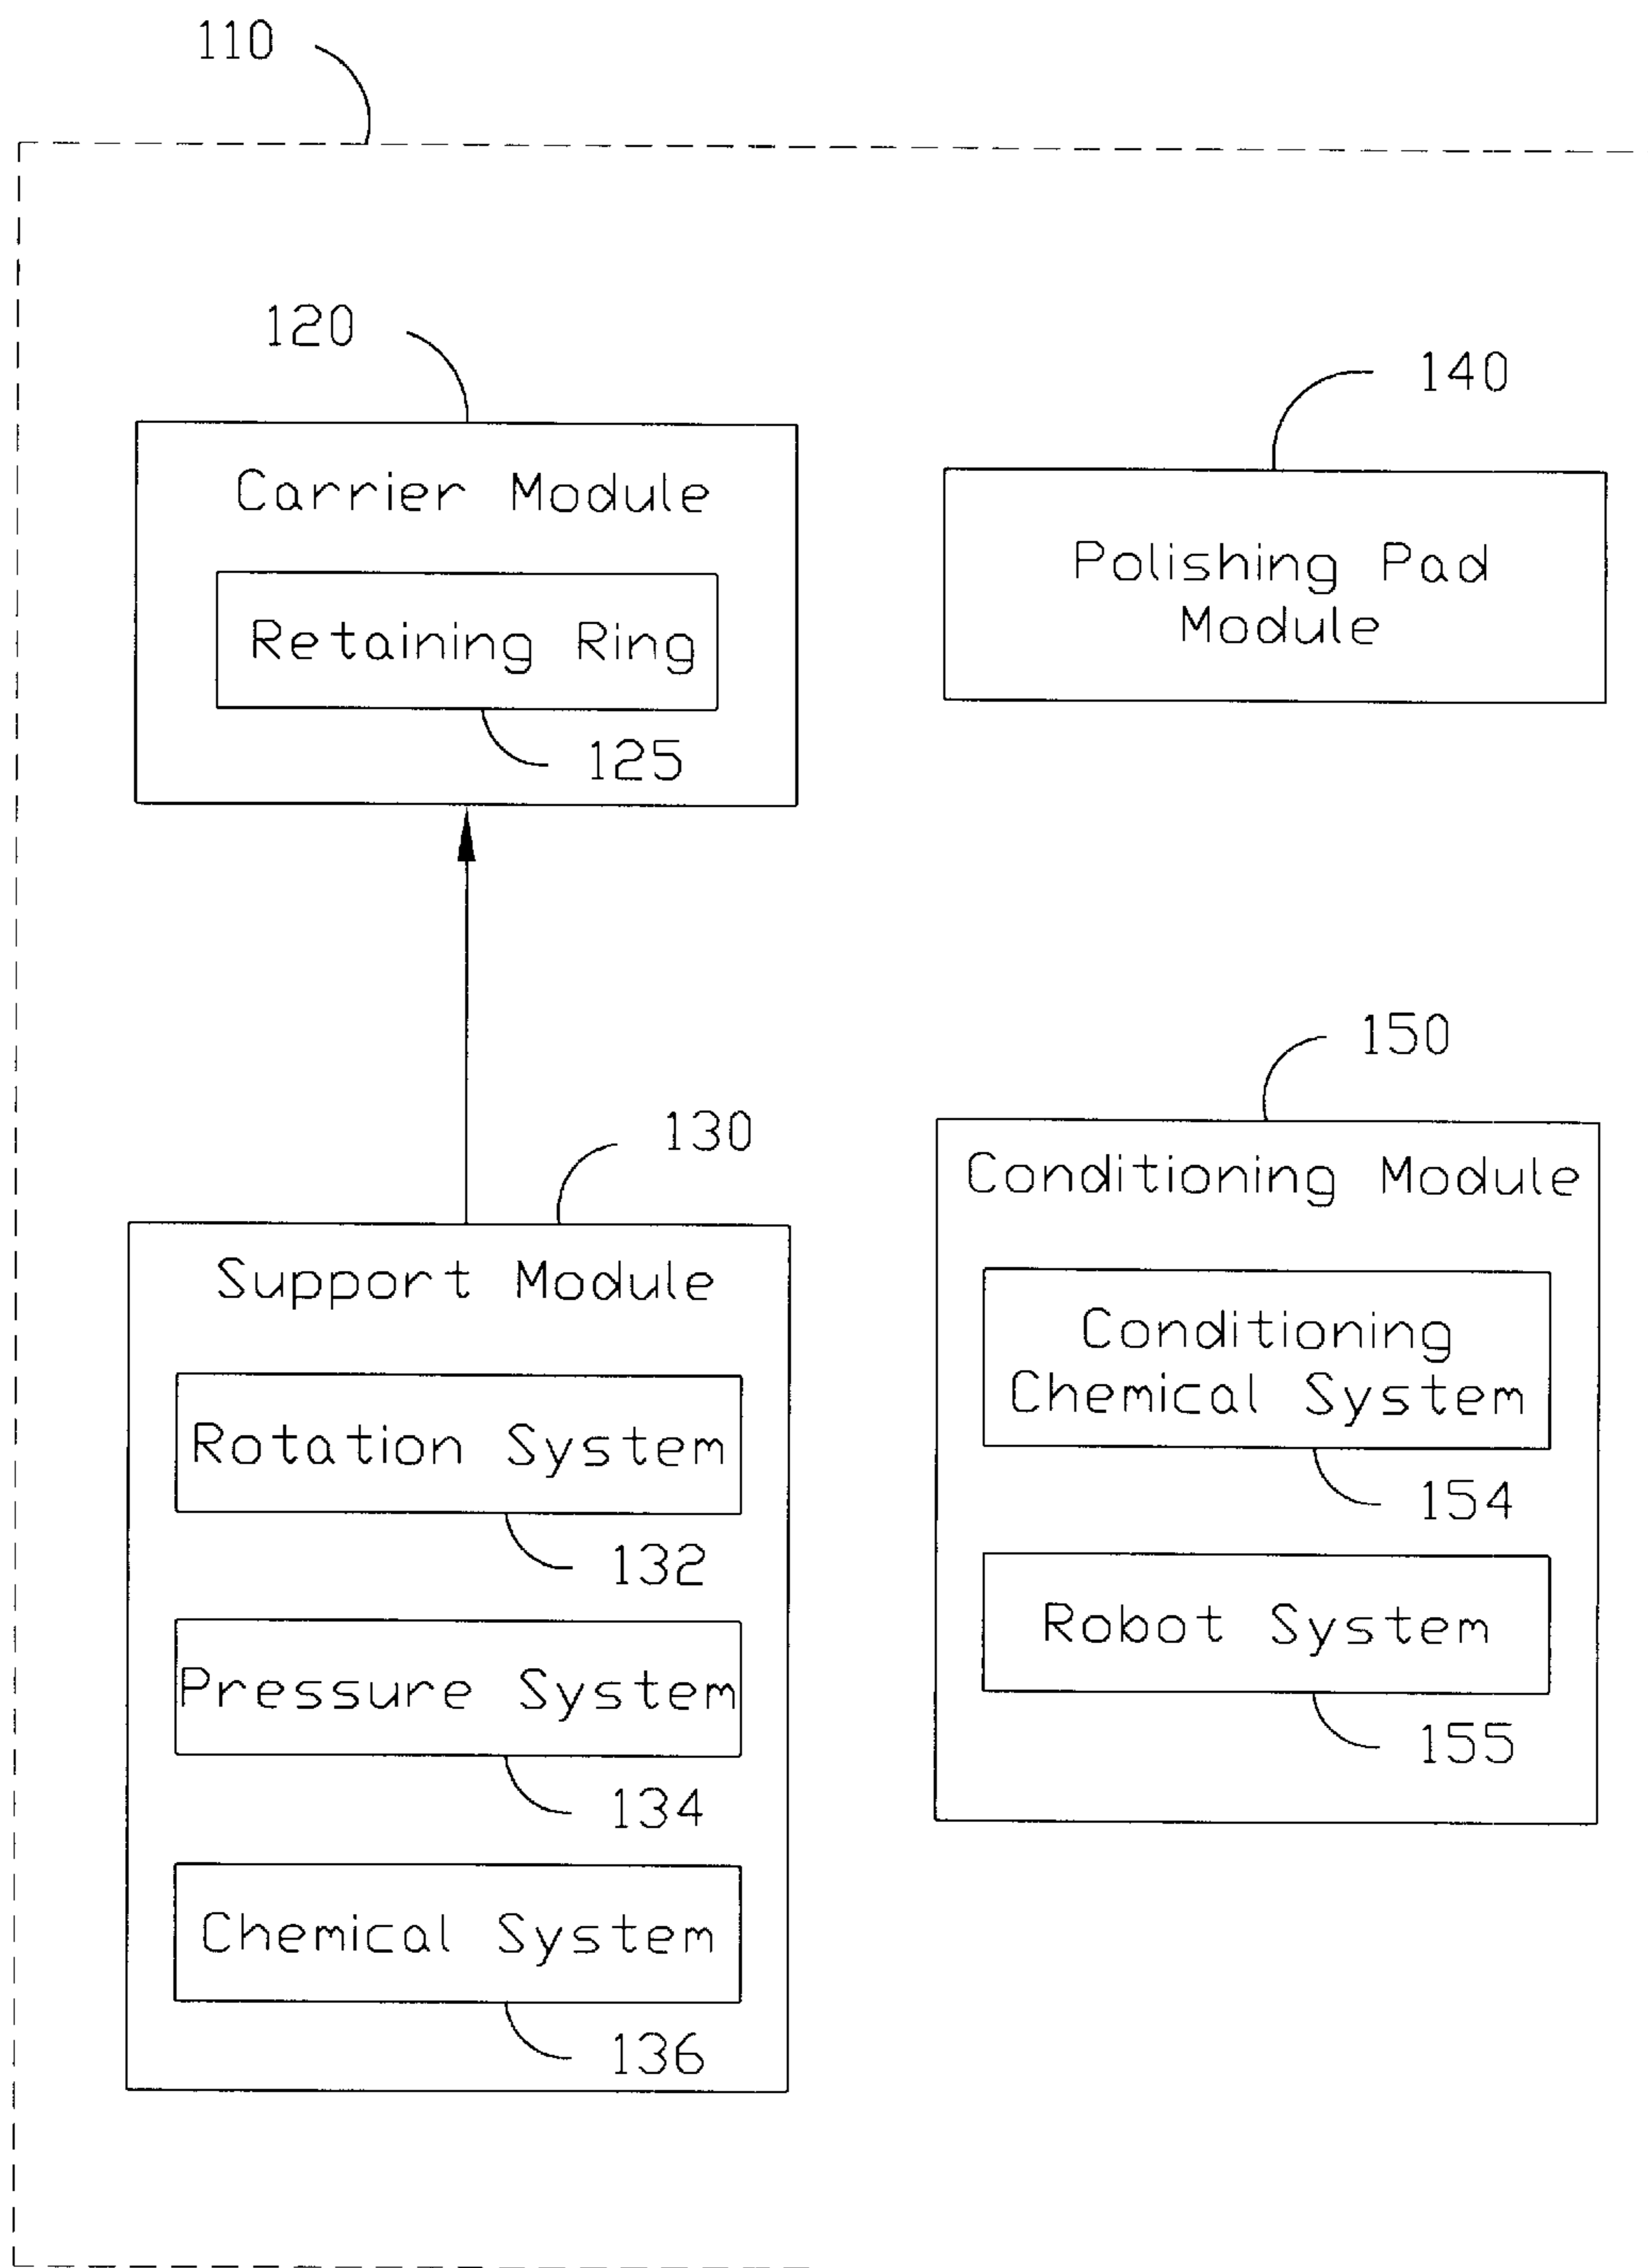 110
120
Carrier Module
Retaining Ring
125
140
Polishing Pad
Module
130
Support Module
Rotation System
132
Pressure System
134
Chemical System
136
150
Conditioning Module
Conditioning
Chemical System
154
Robot System
155